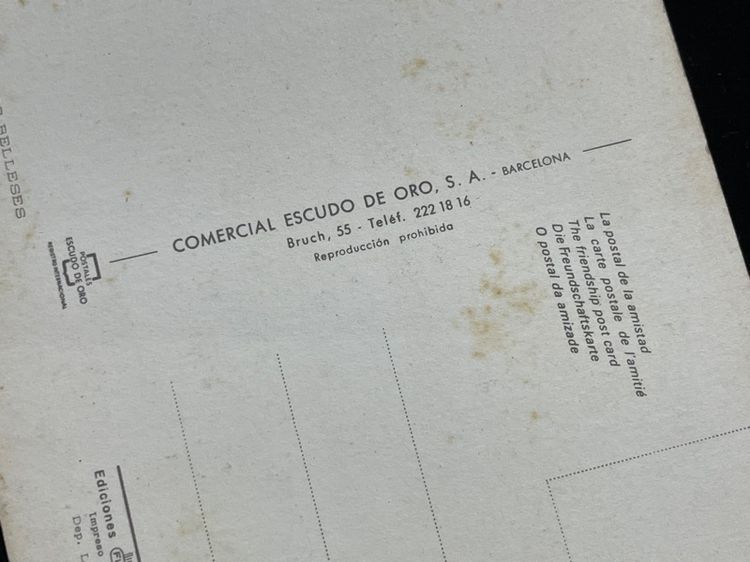 BELLESES
POSTALES
ESCUDO DE ORO
REGISTRO INTERNACIONAL
COMERCIAL ESCUDO DE ORO, S. A. - BARCELONA
Bruch, 55 - Teléf. 222 18 16
Reproducción prohibida
La postal de la amistad
La carte postale de l'amitié
The friendship post card
Die Freundschaftskarte
O postal da amizade
Ediciones
Impreso
Dep.